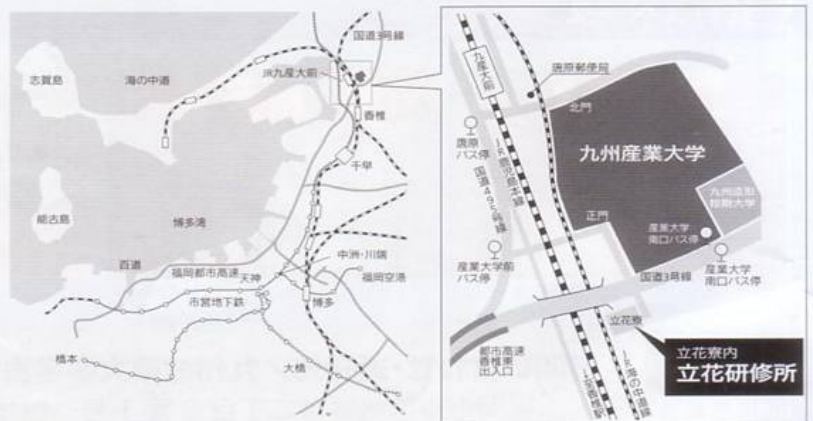 国道3号線
志賀島
海の中道
JR九産大前
香椎
千早
能古島
博多湾
百道
中洲・川端
福岡都市高速
天神
福岡空港
市営地下鉄
博多
橋本
大橋
九産大前
唐原郵便局
北門
唐原
バス停
九州産業大学
JR鹿児島本線
国道495号線
九州造形
短期大学
正門
産業大学
南口バス停
産業大学前
バス停
国道3号線
産業大学
南口バス停
立花寮
都市高速
香椎東
出入口
至香椎駅
JR海の中道線
立花寮内
立花研修所